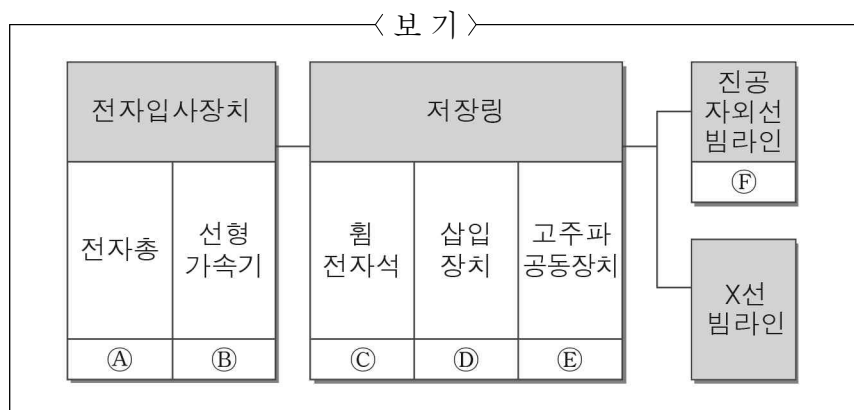 〈보 기〉
전자입사장치
전자총
Ⓐ
선형
가속기
Ⓑ
저장링
휨
전자석
Ⓒ
삽입
장치
Ⓓ
고주파
공동장치
Ⓔ
진공
자외선
빔라인
Ⓕ
X선
빔라인